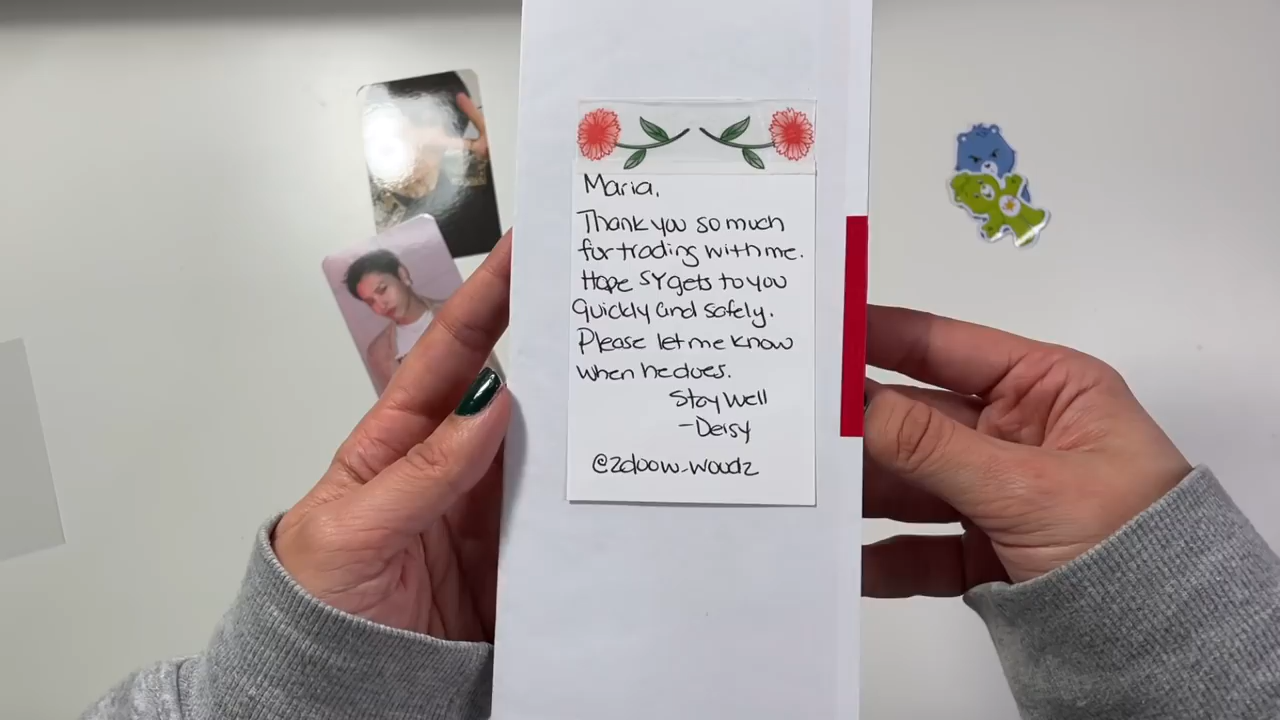 Maria,
Thank you so much
for trading with me.
Hope SY gets to you
Quickly and safely.
Please let me know
when he does.
Stay Well
-Deisy
@zdoow_woodz